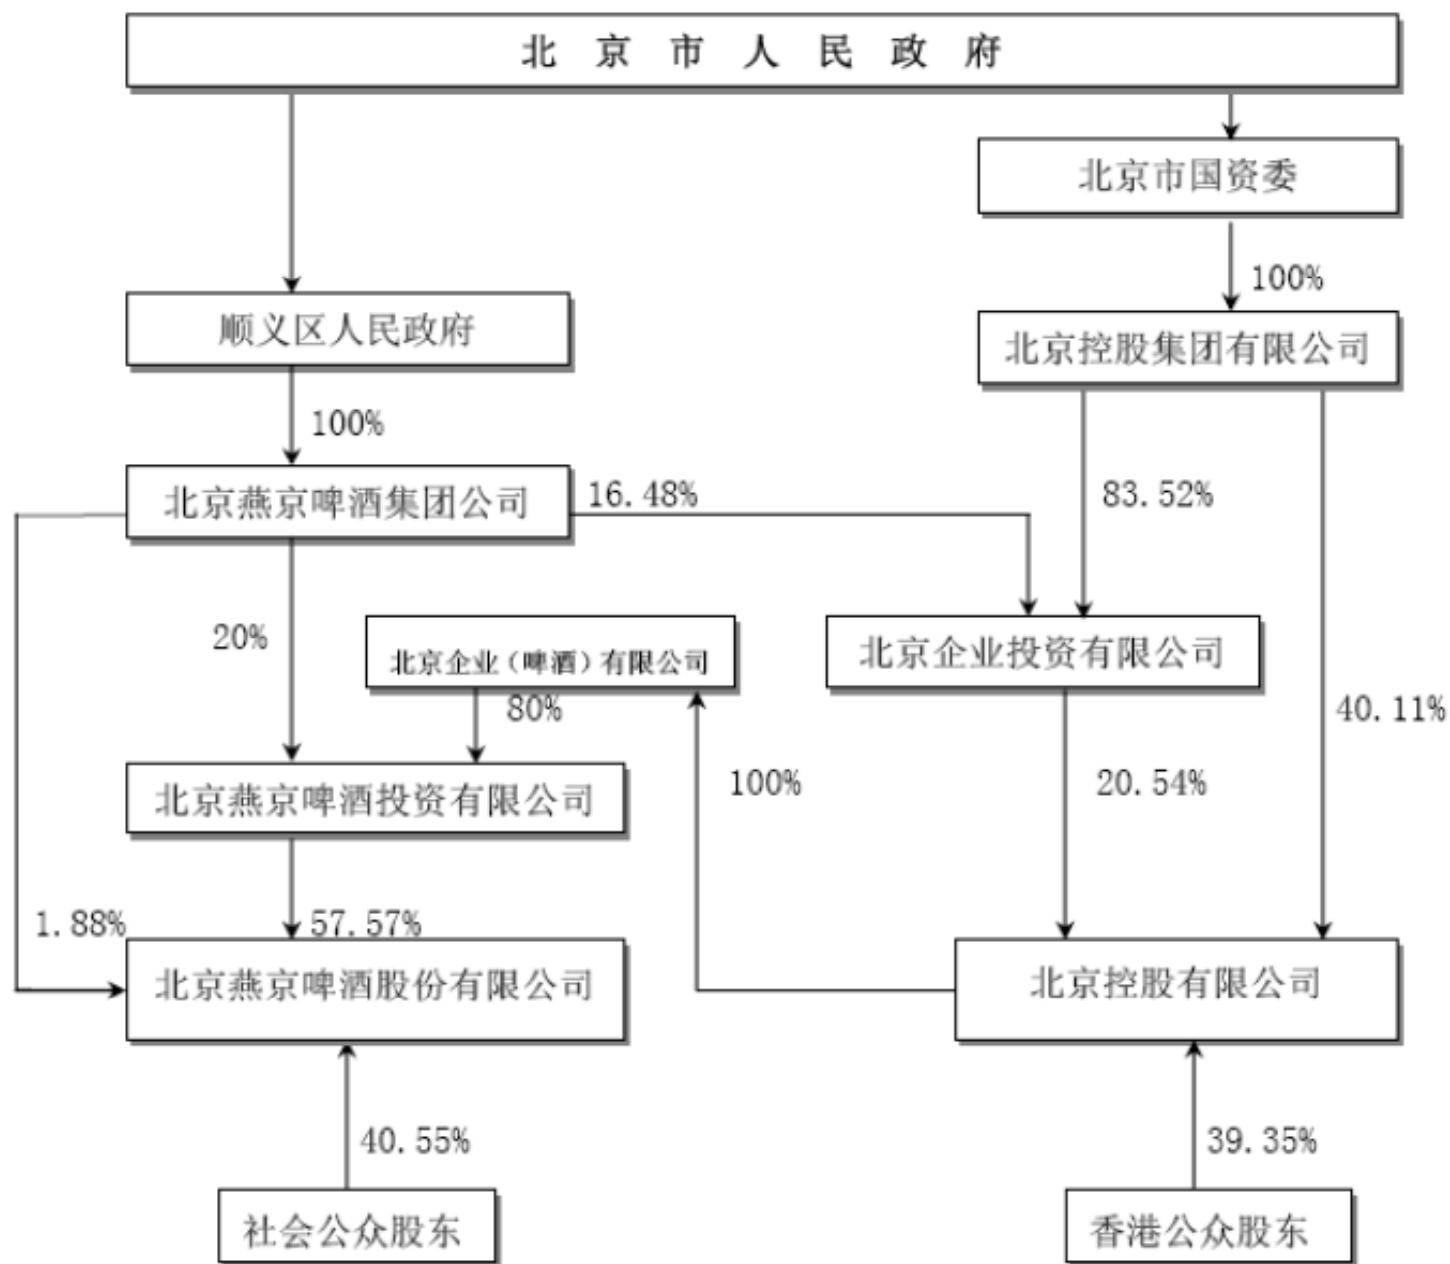 北京市人民政府
北京市国资委
100%
顺义区人民政府
北京控股集团有限公司
100%
北京燕京啤酒集团公司
16.48%
83.52%
20%
北京企业（啤酒）有限公司
北京企业投资有限公司
80%
40.11%
北京燕京啤酒投资有限公司
100%
20.54%
1.88%
57.57%
北京燕京啤酒股份有限公司
北京控股有限公司
40.55%
39.35%
社会公众股东
香港公众股东